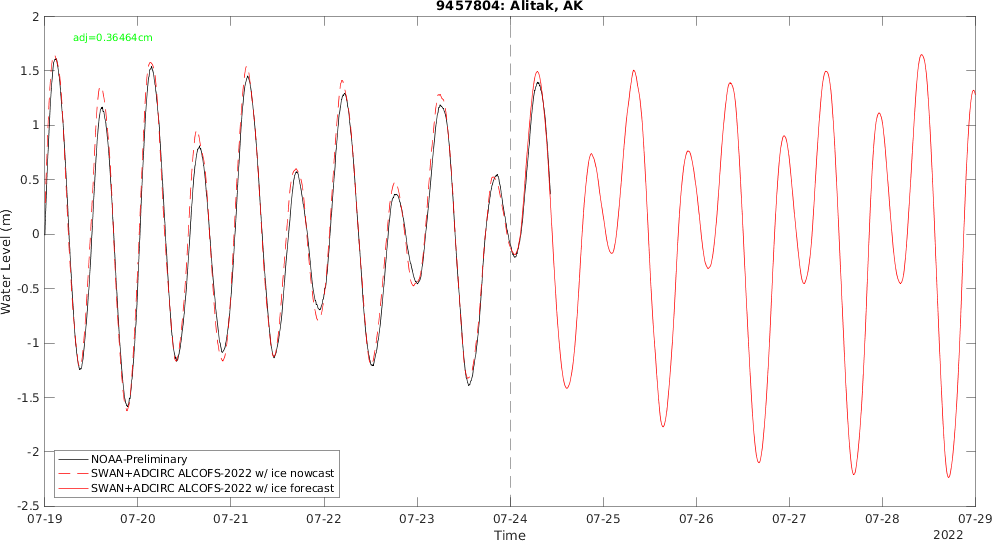 9457804: Alitak, AK
adj=0.36464cm
2
1.5
1
0.5
0
-0.5
-1
-1.5
-2
-2.5
Water Level (m)
NOAA-Preliminary
SWAN+ADCIRC ALCOFS-2022 w/ ice nowcast
SWAN+ADCIRC ALCOFS-2022 w/ ice forecast
07-19 07-20 07-21 07-22 07-23 07-24 07-25 07-26 07-27 07-28 07-29
Time
2022